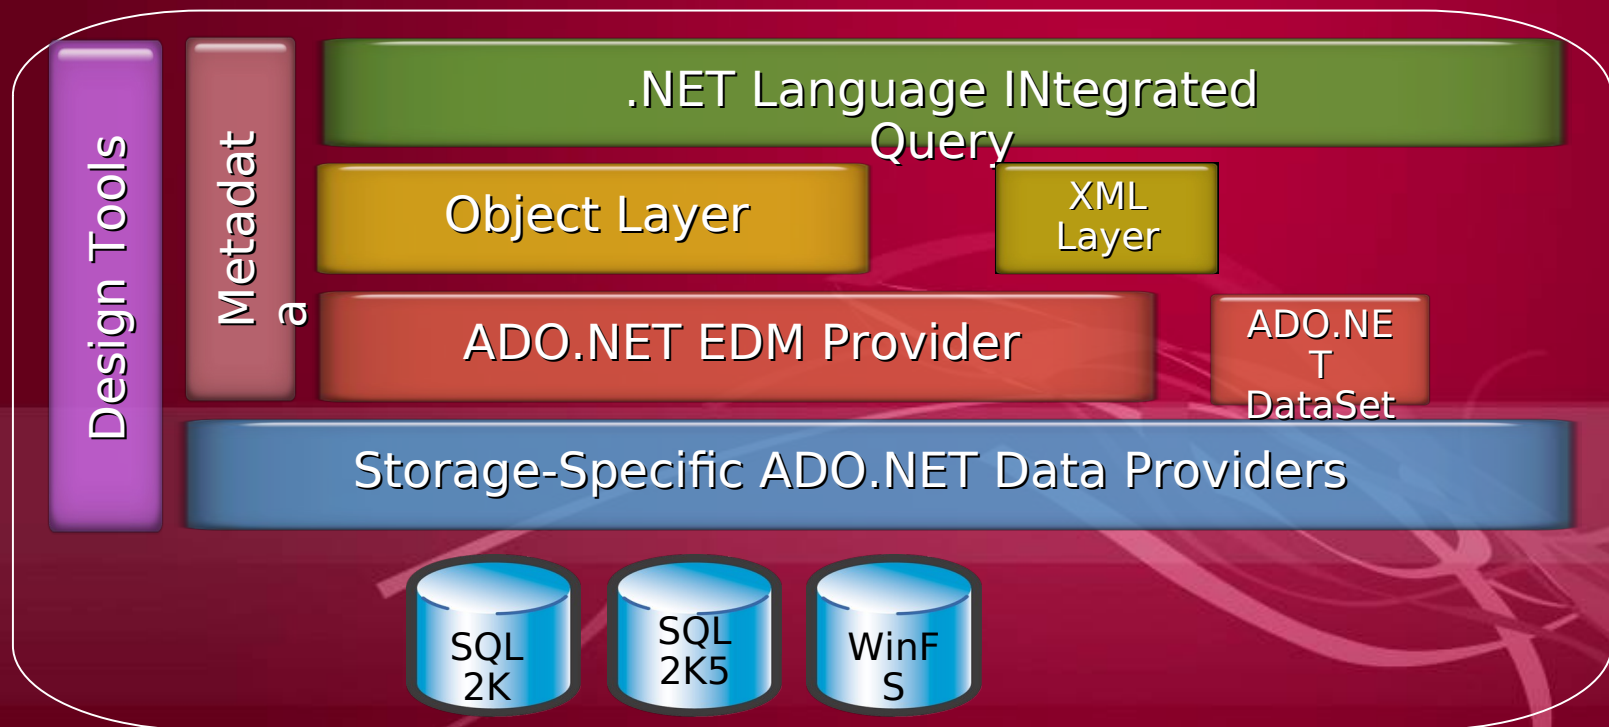 Design Tools
Metadat
a
.NET Language INtegrated
Query
Object Layer
XML
Layer
ADO.NET EDM Provider
ADO.NE
T
DataSet
Storage-Specific ADO.NET Data Providers
SQL
2K
SQL
2K5
WinF
S